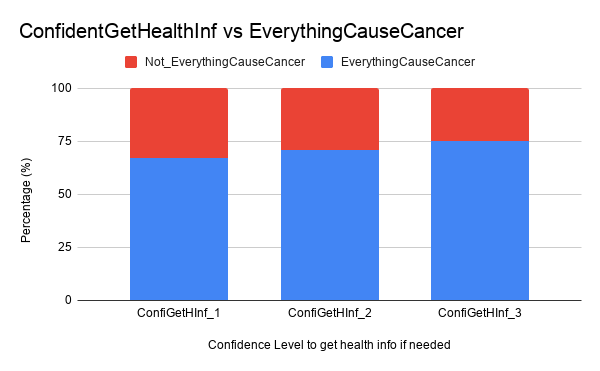 ConfidentGetHealthInf vs EverythingCauseCancer
Not_EverythingCauseCancer EverythingCauseCancer
100
75
50
25
0
Percentage (%)
ConfiGetHInf_1 ConfiGetHInf_2 ConfiGetHInf_3
Confidence Level to get health info if needed